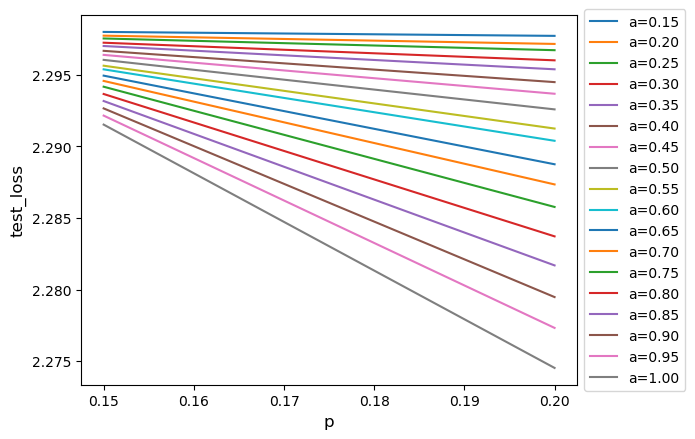 2.295
2.290
2.285
2.280
2.275
test_loss
0.15
0.16
0.17
0.18
0.19
0.20
p
a=0.15
a=0.20
a=0.25
a=0.30
a=0.35
a=0.40
a=0.45
a=0.50
a=0.55
a=0.60
a=0.65
a=0.70
a=0.75
a=0.80
a=0.85
a=0.90
a=0.95
a=1.00